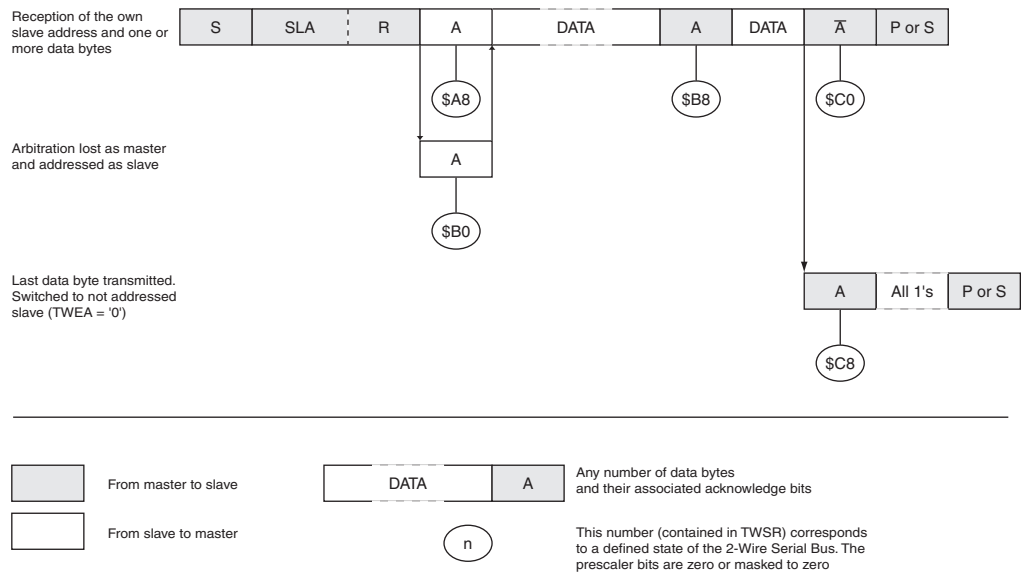 Reception of the own
slave address and one or
more data bytes
S SLA R A DATA A DATA A̅ P or S
$A8 $B8 $C0
Arbitration lost as master
and addressed as slave
A
$B0
Last data byte transmitted.
Switched to not addressed
slave (TWEA = '0')
A All 1's P or S
$C8
From master to slave
DATA A
Any number of data bytes
and their associated acknowledge bits
From slave to master
n
This number (contained in TWSR) corresponds
to a defined state of the 2-Wire Serial Bus. The
prescaler bits are zero or masked to zero